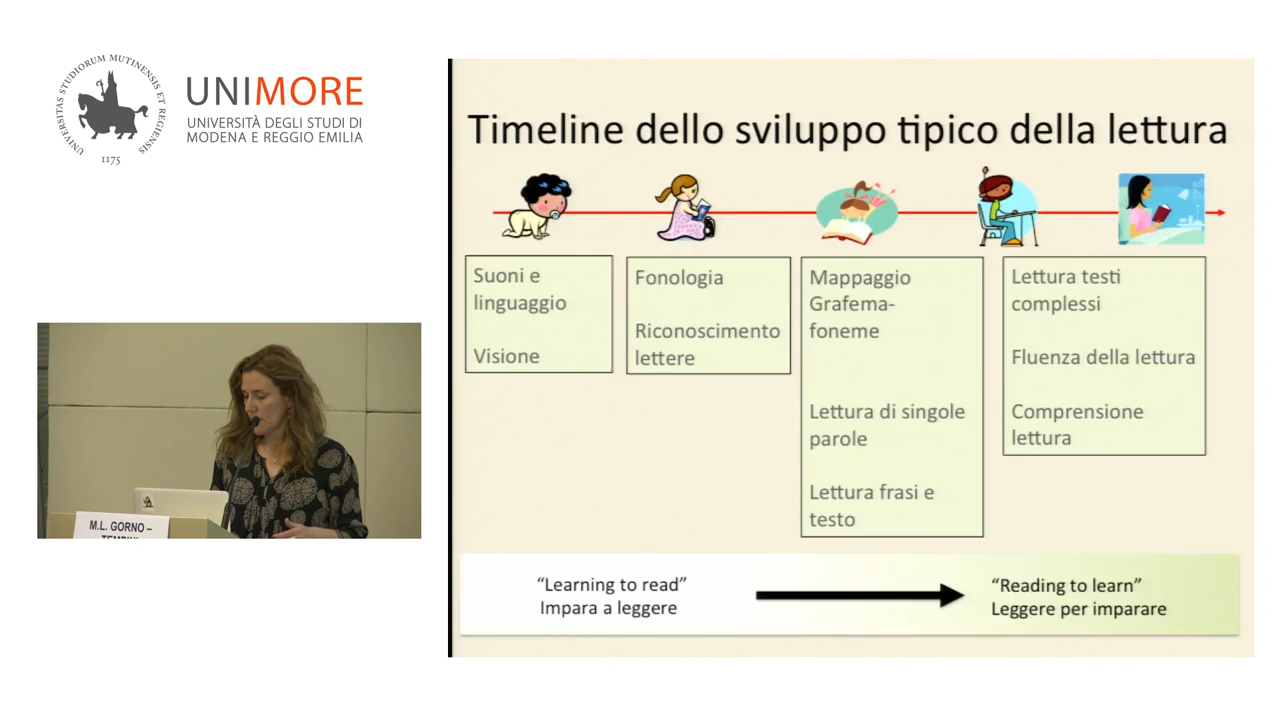 UNIVERSITAS STUDIORUM MUTINENSIS ET REGIENSIS
1175
UNIMORE
UNIVERSITÀ DEGLI STUDI DI
MODENA E REGGIO EMILIA
M.L. GORNO –
Timeline dello sviluppo tipico della lettura
Suoni e
linguaggio
Visione
Fonologia
Riconoscimento
lettere
Mappaggio
Grafema-
foneme
Lettura di singole
parole
Lettura frasi e
testo
Lettura testi
complessi
Fluenza della lettura
Comprensione
lettura
“Learning to read”
Impara a leggere
“Reading to learn”
Leggere per imparare